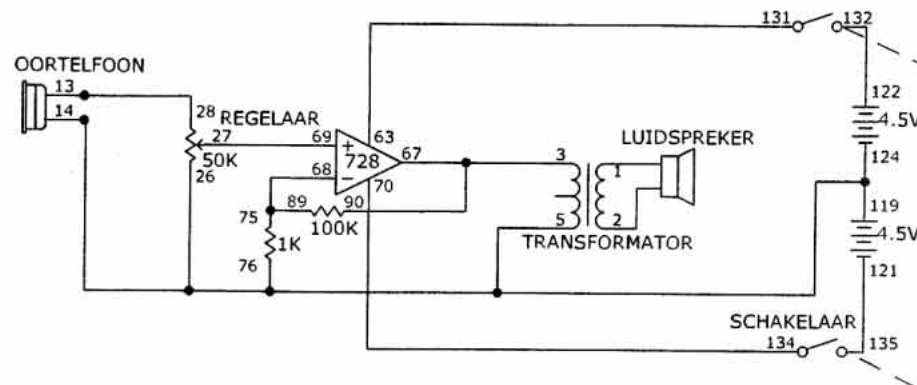 131
132
OORTELFOON
13
14
28
REGELAAR
27
50K
26
69
63
+
728
67
68
−
70
89
90
75
100K
1K
76
3
5
1
2
TRANSFORMATOR
LUIDSPREKER
122
4.5V
124
119
4.5V
121
SCHAKELAAR
134
135